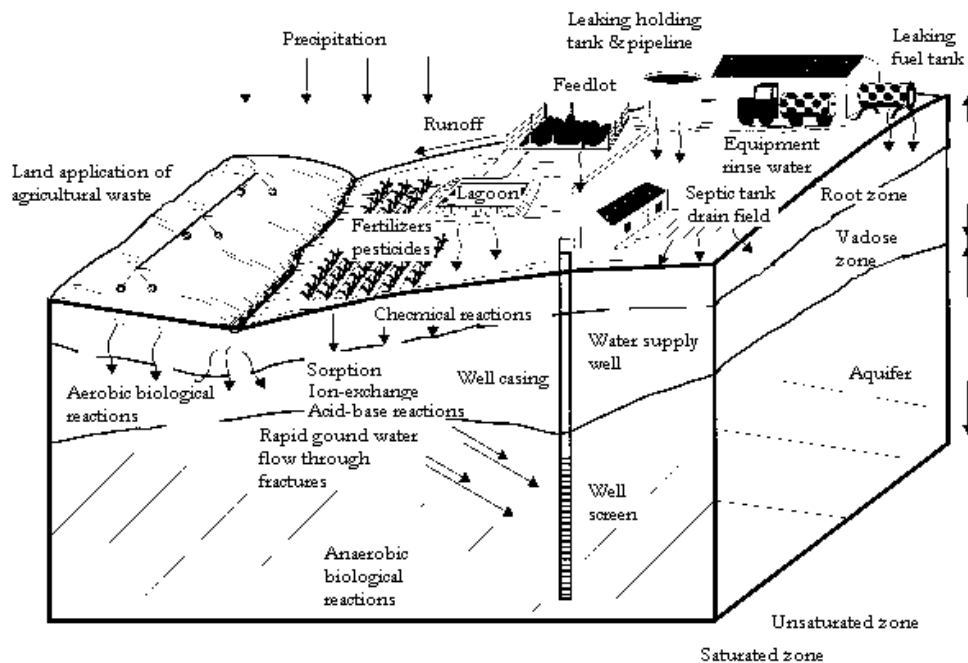 Precipitation
Leaking holding
tank & pipeline
Leaking
fuel tank
Feedlot
Runoff
Equipment
rinse water
Land application of
agricultural waste
Lagoon
Septic tank
drain field
Root zone
Fertilizers
pesticides
Vadose
zone
Checmical reactions
Water supply
well
Sorption
Ion-exchange
Acid-base reactions
Well casing
Aquifer
Aerobic biological
reactions
Rapid gound water
flow through
fractures
Well
screen
Anaerobic
biological
reactions
Unsaturated zone
Saturated zone